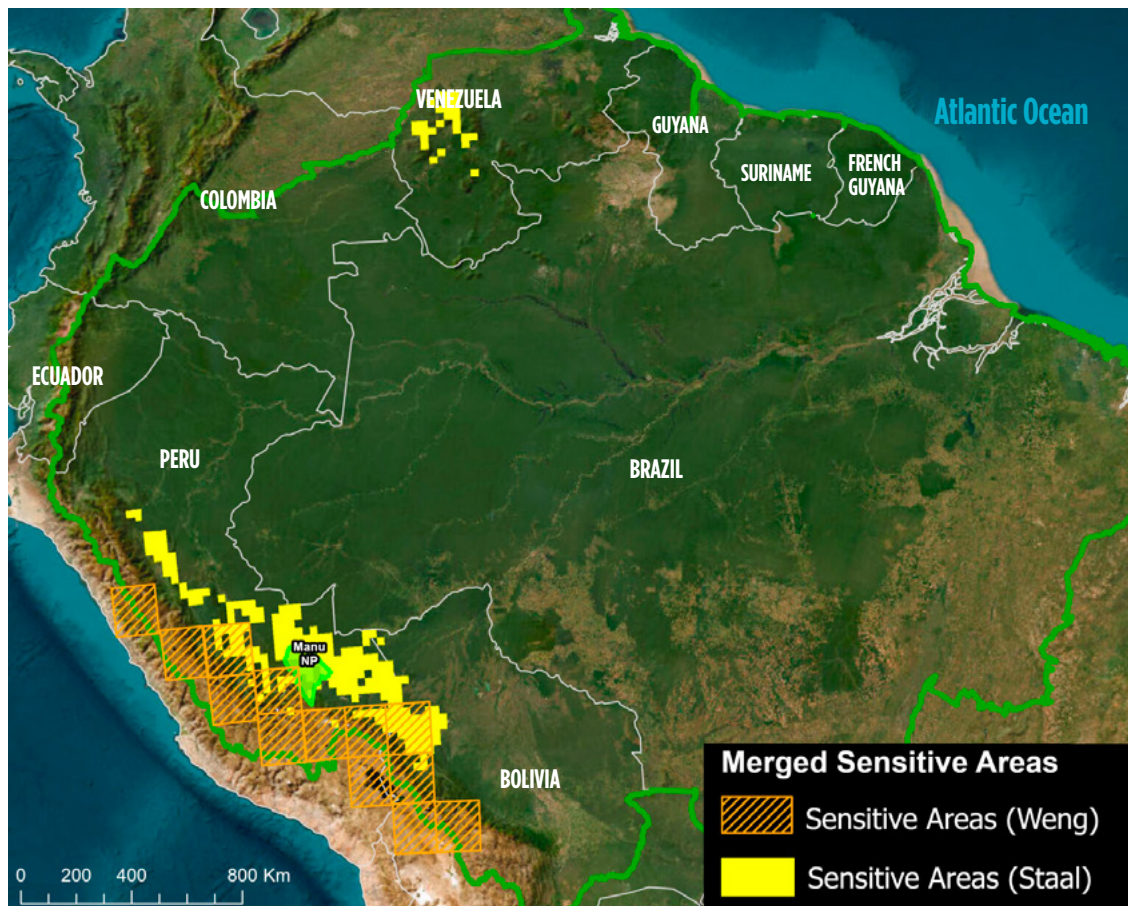 VENEZUELA
Atlantic Ocean
GUYANA
SURINAME
FRENCH
GUYANA
COLOMBIA
ECUADOR
PERU
BRAZIL
Manu
NP
BOLIVIA
Merged Sensitive Areas
Sensitive Areas (Weng)
Sensitive Areas (Staal)
0 200 400 800 Km